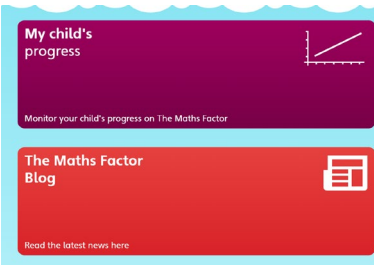 My child's
progress
Monitor your child's progress on The Maths Factor
The Maths Factor
Blog
Read the latest news here